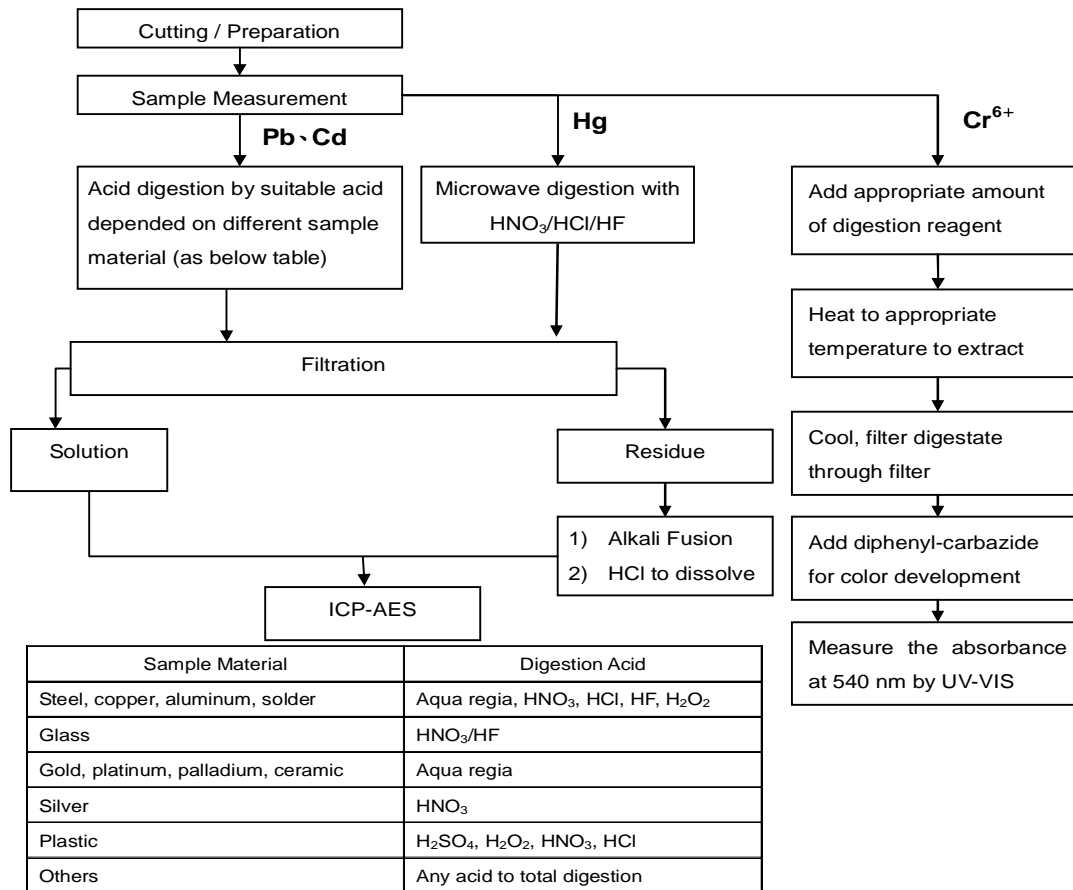 Cutting / Preparation
Sample Measurement
Pb、Cd
Hg
Cr⁶⁺
Acid digestion by suitable acid
depended on different sample
material (as below table)
Microwave digestion with
HNO₃/HCl/HF
Add appropriate amount
of digestion reagent
Heat to appropriate
temperature to extract
Filtration
Solution
Residue
Cool, filter digestate
through filter
1) Alkali Fusion
2) HCl to dissolve
Add diphenyl-carbazide
for color development
ICP-AES
Measure the absorbance
at 540 nm by UV-VIS
Sample Material Digestion Acid
Steel, copper, aluminum, solder Aqua regia, HNO₃, HCl, HF, H₂O₂
Glass HNO₃/HF
Gold, platinum, palladium, ceramic Aqua regia
Silver HNO₃
Plastic H₂SO₄, H₂O₂, HNO₃, HCl
Others Any acid to total digestion